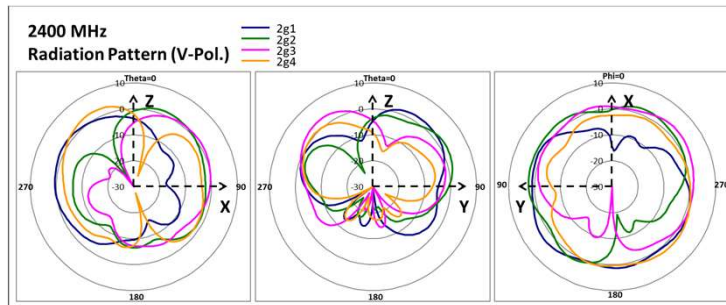 2400 MHz
Radiation Pattern (V-Pol.)
2g1
2g2
2g3
2g4
Theta=0
10
0
-10
-20
-30
Z
X
270
90
180
Theta=0
10
0
-10
-20
-30
Z
Y
270
90
180
Phi=0
10
0
-10
-20
-30
X
Y
90
270
180